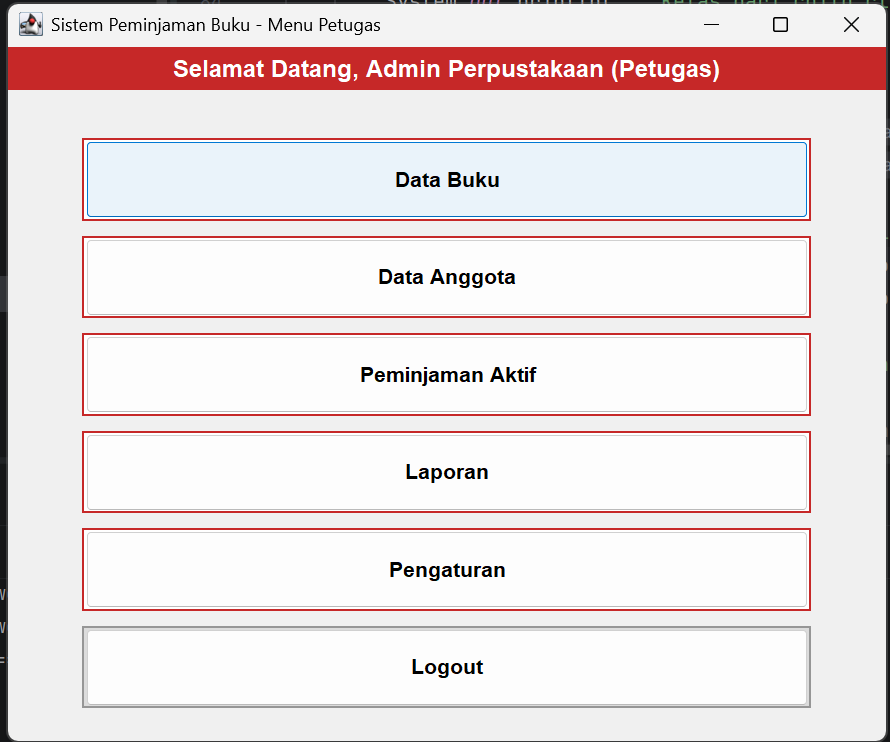 Sistem Peminjaman Buku - Menu Petugas
Selamat Datang, Admin Perpustakaan (Petugas)
Data Buku
Data Anggota
Peminjaman Aktif
Laporan
Pengaturan
Logout